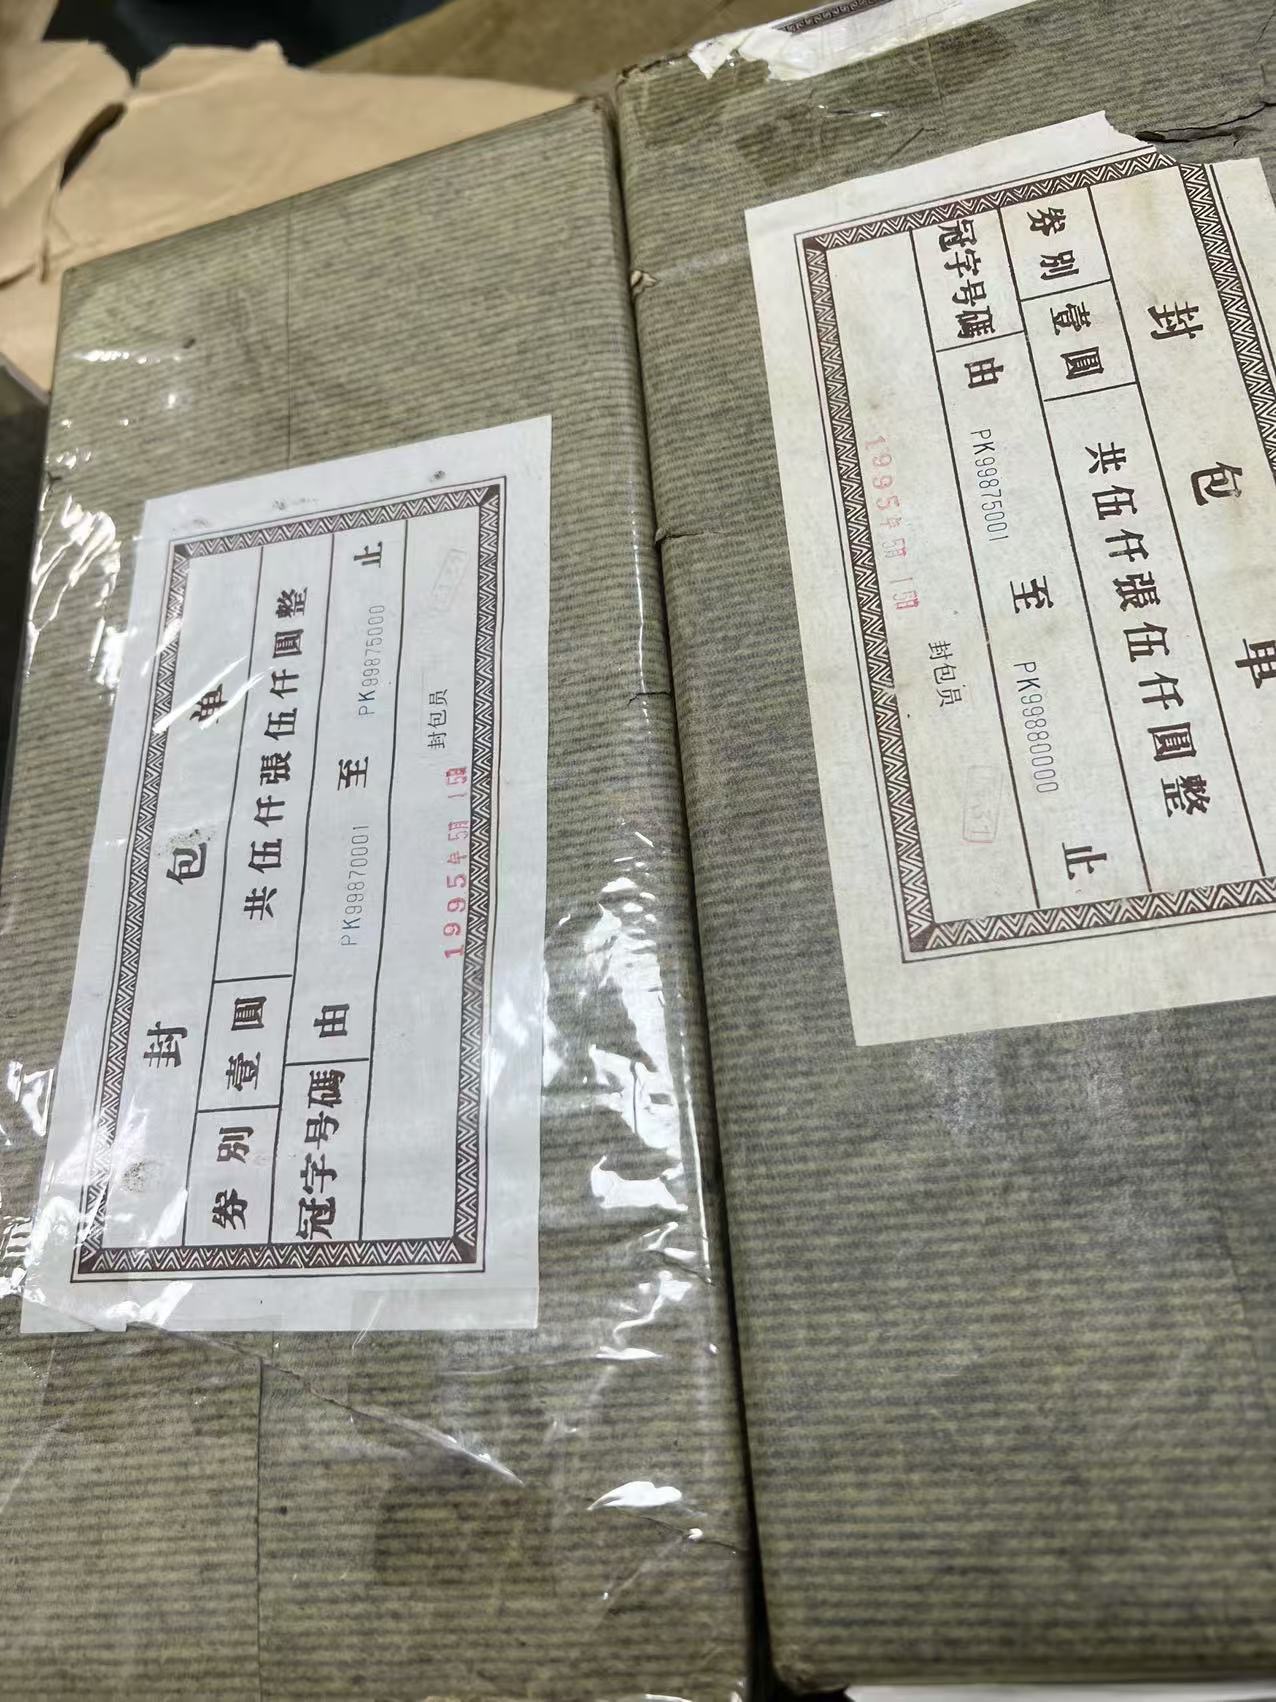 封包单
券别 壹圓 共伍仟張伍仟圓整
冠字号碼 由 PK99870001 至 PK99875000 止
1995年5月1日 封包员
封包单
券别 壹圓 共伍仟張伍仟圓整
冠字号碼 由 PK99875001 至 PK99880000 止
1995年5月1日 封包员